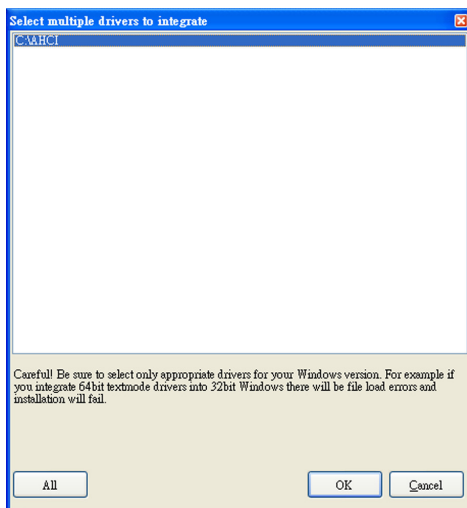 Select multiple drivers to integrate
C:\AHCI
Careful! Be sure to select only appropriate drivers for your Windows version. For example if
you integrate 64bit textmode drivers into 32bit Windows there will be file load errors and
installation will fail.
All
OK
Cancel